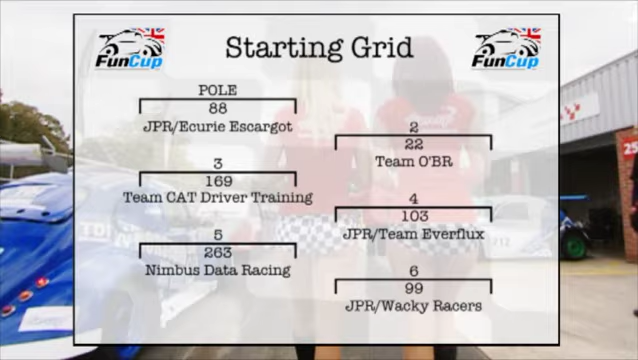 FunCup
Starting Grid
FunCup
POLE
88
JPR/Ecurie Escargot
2
22
Team O'BR
3
169
Team CAT Driver Training
4
103
JPR/Team Everflux
5
263
Nimbus Data Racing
6
99
JPR/Wacky Racers